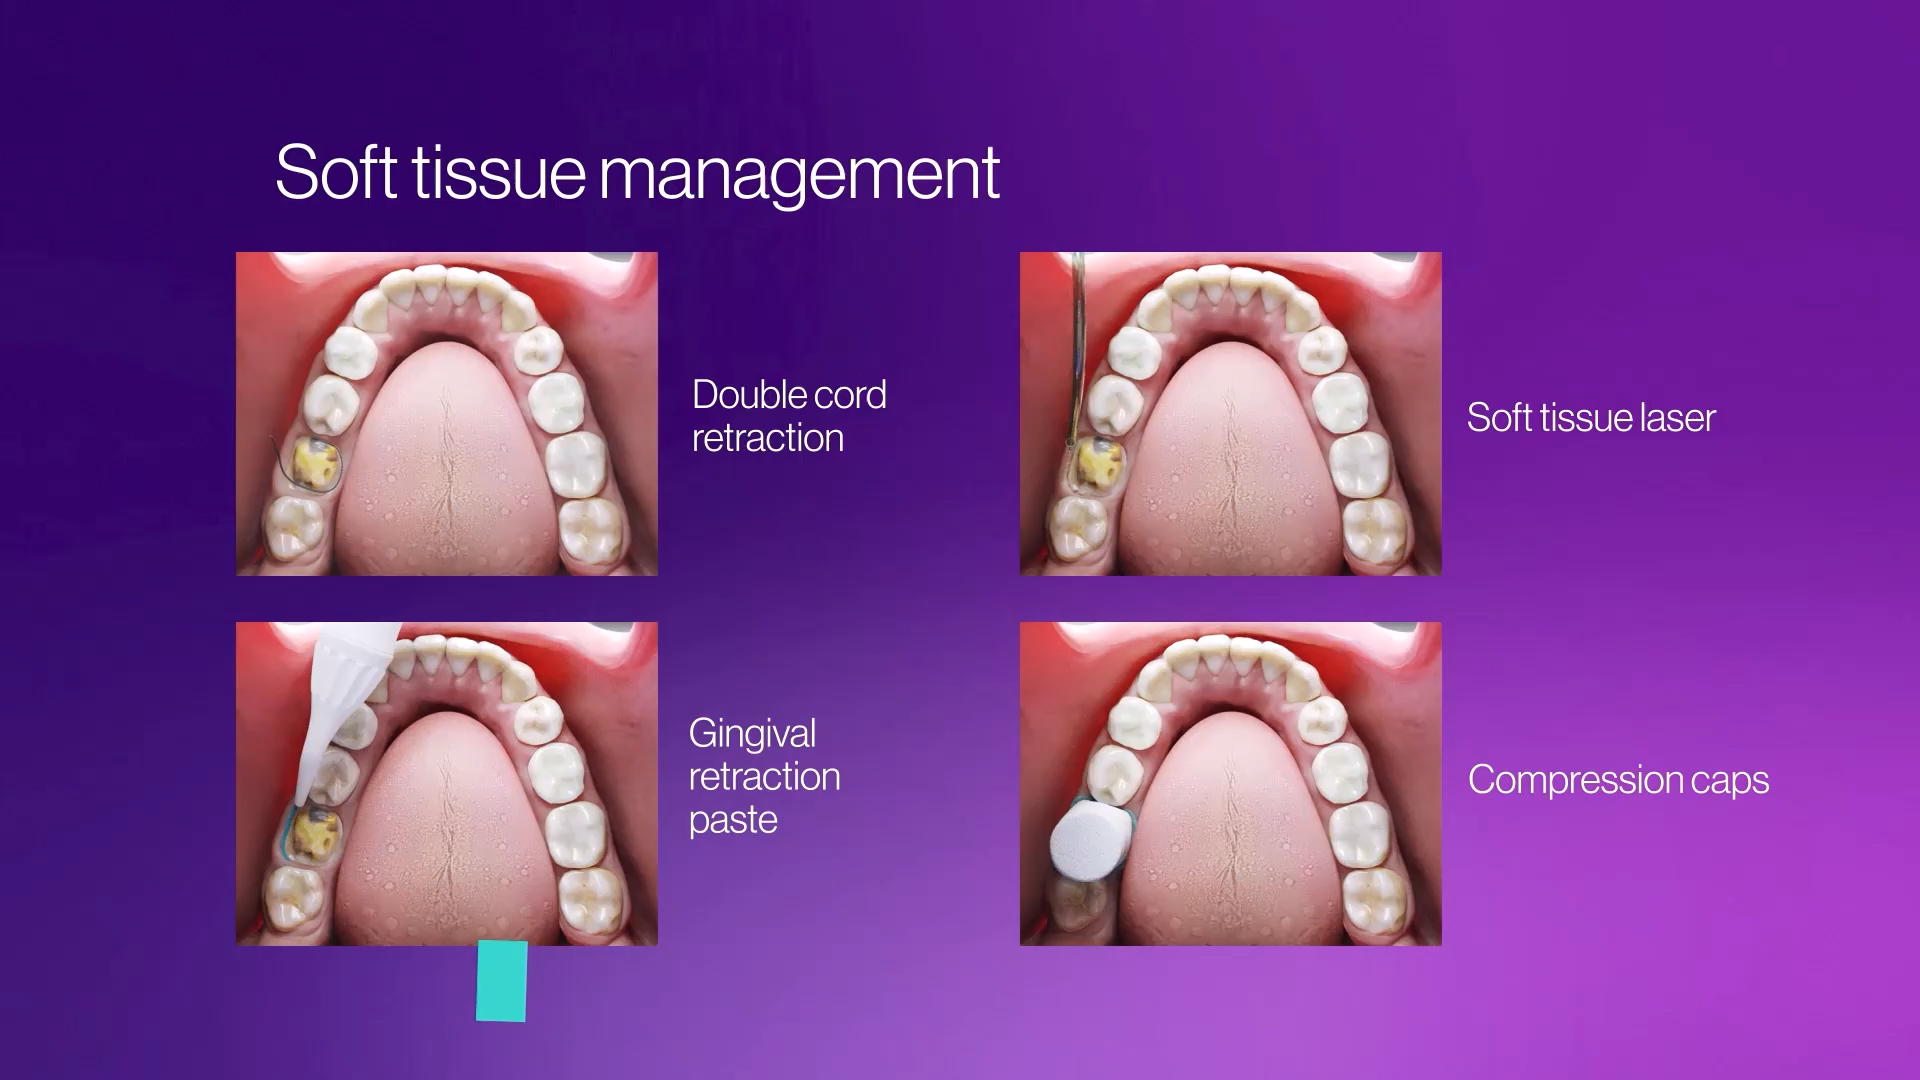 Soft tissue management
Double cord
retraction
Soft tissue laser
Gingival
retraction
paste
Compression caps